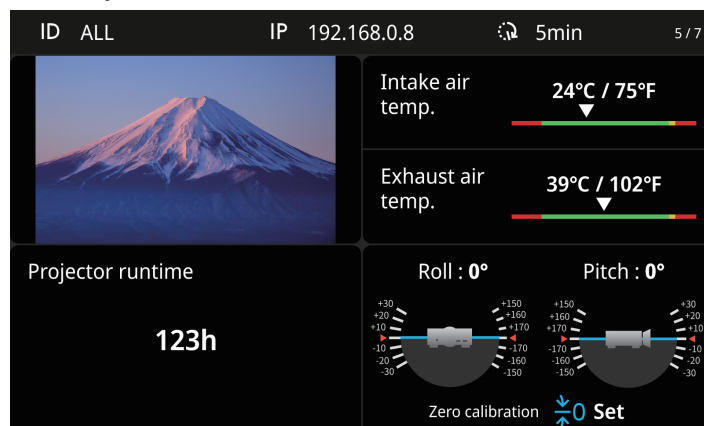 ID ALL IP 192.168.0.8 5min 5/7
Intake air
temp.
24°C / 75°F
Exhaust air
temp.
39°C / 102°F
Projector runtime
123h
Roll : 0°
+30 +150
+20 +160
+10 +170
-10 -170
-20 -160
-30 -150
Pitch : 0°
+150 +30
+160 +20
+170 +10
-170 -10
-160 -20
-150 -30
Zero calibration 0 Set